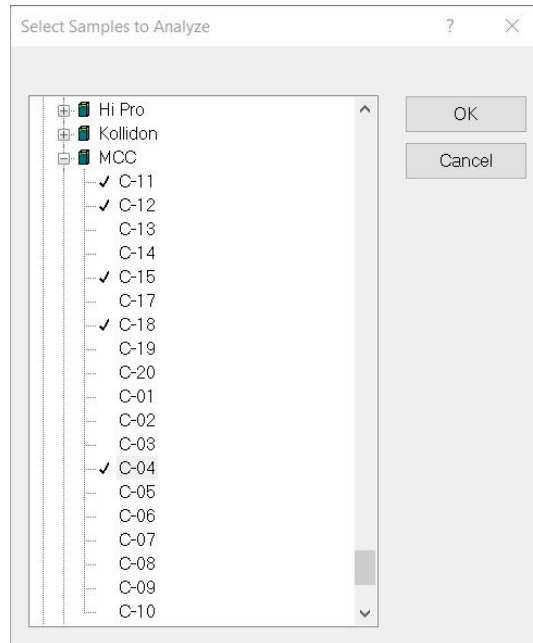 Select Samples to Analyze
Hi Pro
Kollidon
MCC
C-11
C-12
C-13
C-14
C-15
C-17
C-18
C-19
C-20
C-01
C-02
C-03
C-04
C-05
C-06
C-07
C-08
C-09
C-10
OK
Cancel